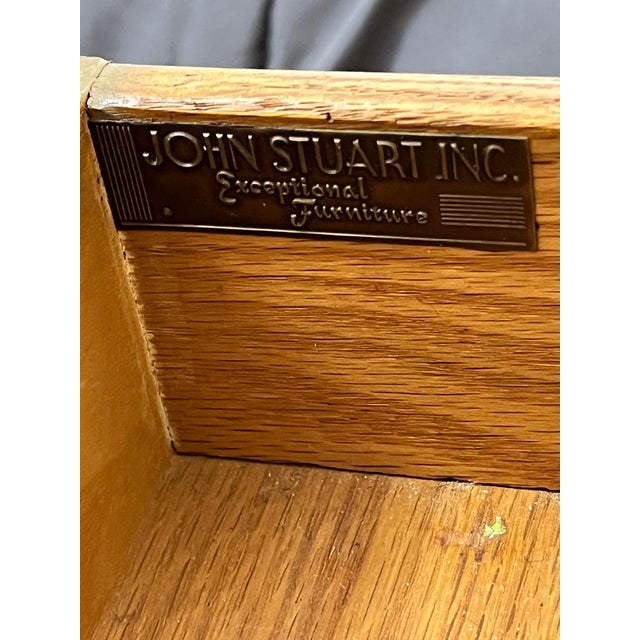 JOHN STUART INC.
Exceptional
Furniture
®